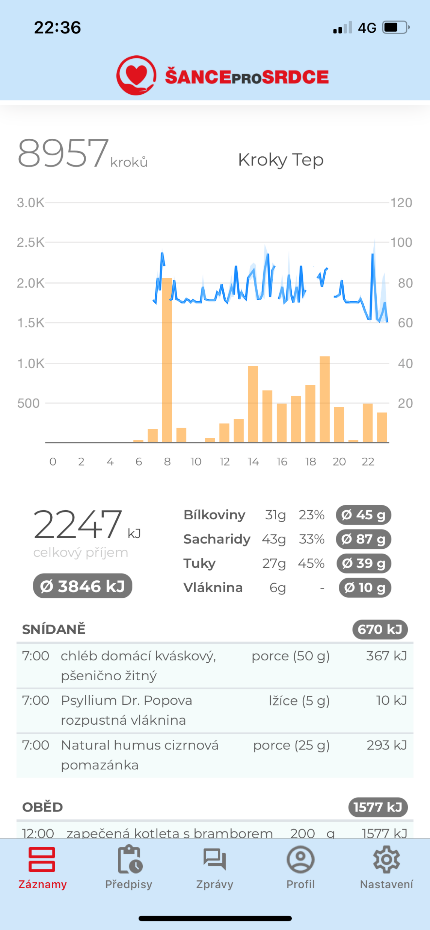 22:36 4G
ŠANCEPROSRDCE
8957 kroků Kroky Tep
3.0K 120
2.5K 100
2.0K 80
1.5K 60
1.0K 40
500 20
0 2 4 6 8 10 12 14 16 18 20 22
2247 kJ
celkový příjem
Ø 3846 kJ
Bílkoviny 31g 23% Ø 45 g
Sacharidy 43g 33% Ø 87 g
Tuky 27g 45% Ø 39 g
Vláknina 6g - Ø 10 g
SNÍDANĚ 670 kJ
7:00 chléb domácí kváskový, porce (50 g) 367 kJ
pšenično žitný
7:00 Psyllium Dr. Popova lžíce (5 g) 10 kJ
rozpustná vláknina
7:00 Natural humus cizrnová porce (25 g) 293 kJ
pomazánka
OBĚD 1577 kJ
12:00 zapečená kotleta s bramborem 200 g 1577 kJ
Záznamy Předpisy Zprávy Profil Nastavení